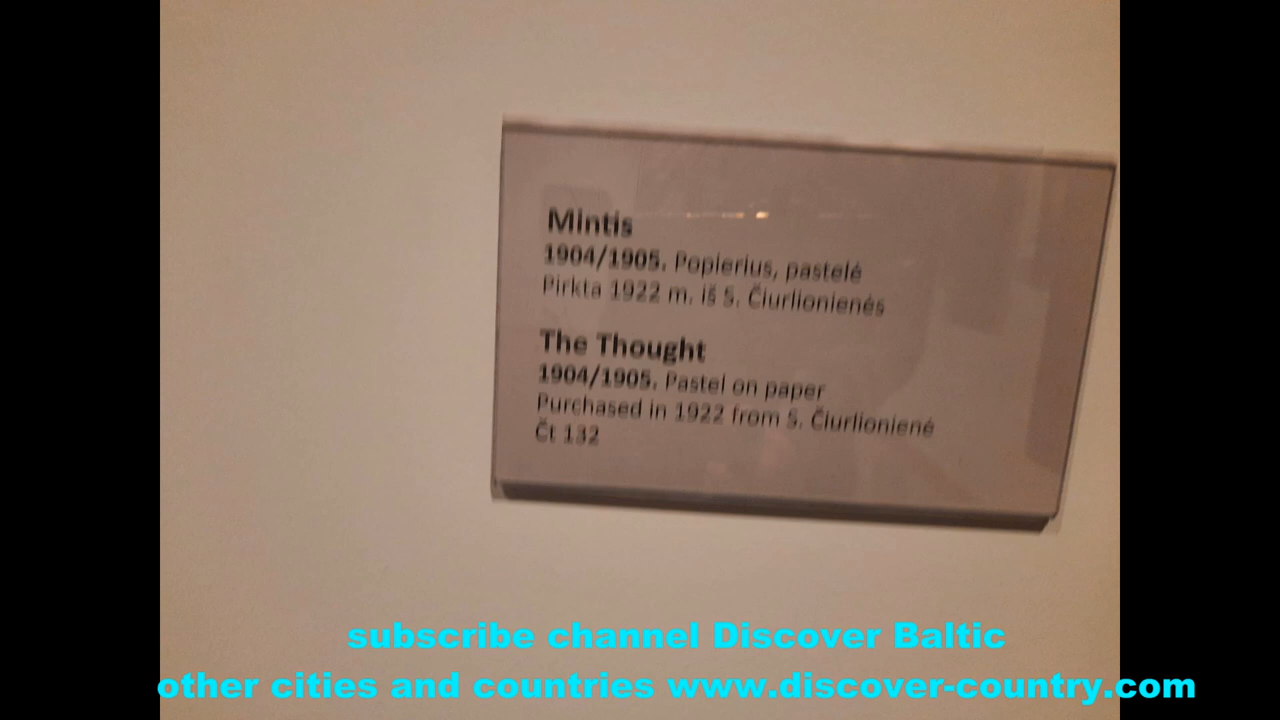 Mintis
1904/1905. Popierius, pastelė
Pirkta 1922 m. iš S. Čiurlionienės
The Thought
1904/1905. Pastel on paper
Purchased in 1922 from S. Čiurlionienė
Čt 132
subscribe channel Discover Baltic
other cities and countries www.discover-country.com